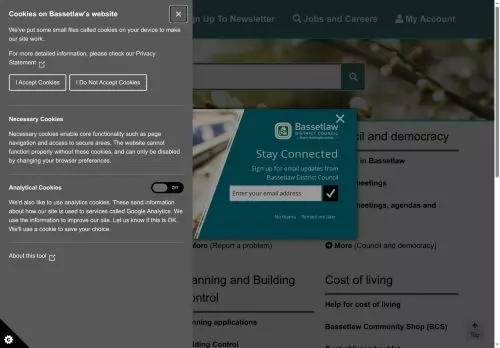 Cookies on Bassetlaw's website
We've put some small files called cookies on your device to make
our site work.
For more detailed information, please check our Privacy
Statement
I Accept Cookies
I Do Not Accept Cookies
Necessary Cookies
Necessary cookies enable core functionality such as page
navigation and access to secure areas. The website cannot
function properly without these cookies, and can only be disabled
by changing your browser preferences.
Analytical Cookies
Off
We'd also like to use analytics cookies. These send information
about how our site is used to services called Google Analytics. We
use the information to improve our site. Let us know if this is OK.
We'll use a cookie to save your choice.
About this tool
Sign Up To Newsletter
Jobs and Careers
My Account
Bassetlaw
DISTRICT COUNCIL
Stay Connected
Sign up for email updates from
Bassetlaw District Council
Enter your email address
No thanks
Remind me later
cil and democracy
in Bassetlaw
meetings
meetings, agendas and
More (Report a problem)
More (Council and democracy)
anning and Building
ontrol
anning applications
ilding Control
Cost of living
Help for cost of living
Bassetlaw Community Shop (BCS)
Top